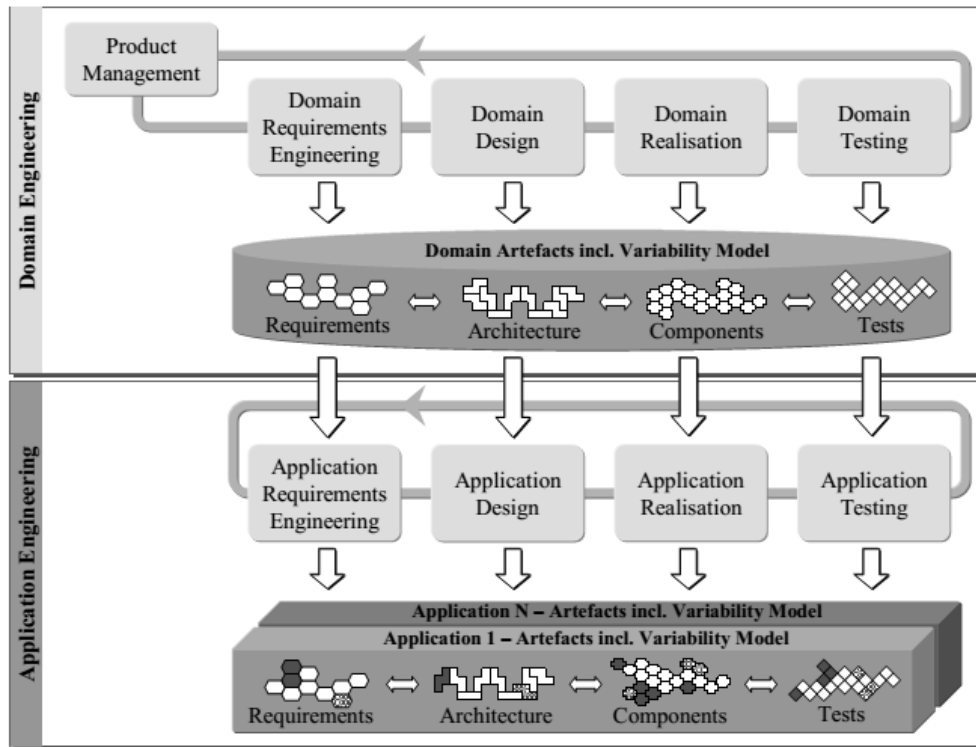 Domain Engineering
Product
Management
Domain
Requirements
Engineering
Domain
Design
Domain
Realisation
Domain
Testing
Domain Artefacts incl. Variability Model
Requirements
Architecture
Components
Tests
Application Engineering
Application
Requirements
Engineering
Application
Design
Application
Realisation
Application
Testing
Application N – Artefacts incl. Variability Model
Application 1 – Artefacts incl. Variability Model
Requirements
Architecture
Components
Tests